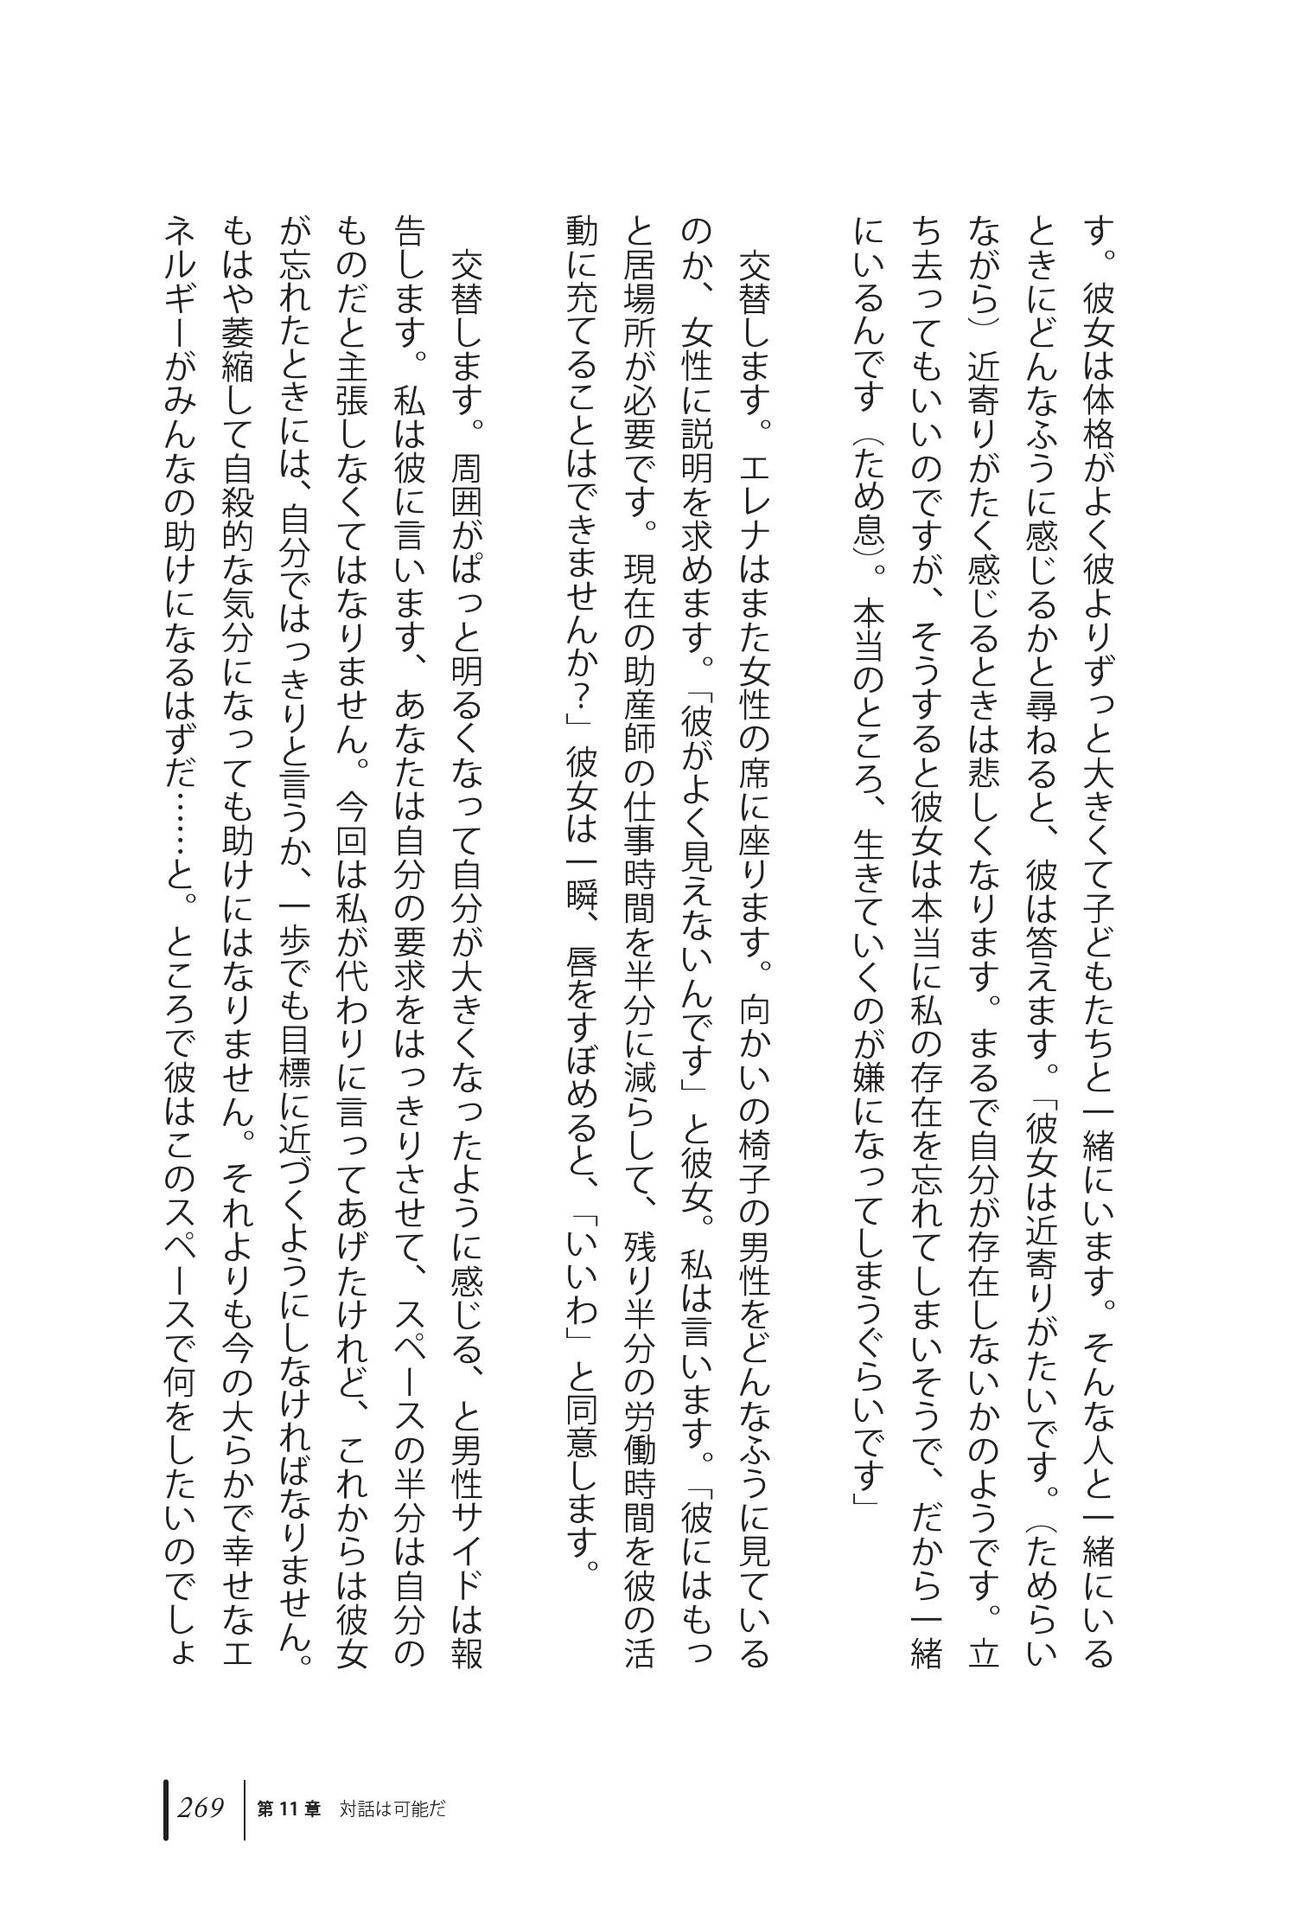 す。彼女は体格がよく彼よりずっと大きくて子どもたちと一緒にいます。そんな人と一緒にいる
ときにどんなふうに感じるかと尋ねると、彼は答えます。「彼女は近寄りがたいです。（ためらい
ながら）近寄りがたく感じるときは悲しくなります。まるで自分が存在しないかのようです。立
ち去ってもいいのですが、そうすると彼女は本当に私の存在を忘れてしまいそうで、だから一緒
にいるんです（ため息）。本当のところ、生きていくのが嫌になってしまうぐらいです」
交替します。エレナはまた女性の席に座ります。向かいの椅子の男性をどんなふうに見ている
のか、女性に説明を求めます。「彼がよく見えないんです」と彼女。私は言います。「彼にはもっ
と居場所が必要です。現在の助産師の仕事時間を半分に減らして、残り半分の労働時間を彼の活
動に充てることはできませんか？」彼女は一瞬、唇をすぼめると、「いいわ」と同意します。
交替します。周囲がぱっと明るくなって自分が大きくなったように感じる、と男性サイドは報
告します。私は彼に言います、あなたは自分の要求をはっきりさせて、スペースの半分は自分の
ものだと主張しなくてはなりません。今回は私が代わりに言ってあげたけれど、これからは彼女
が忘れたときには、自分ではっきりと言うか、一歩でも目標に近づくようにしなければなりません。
もはや萎縮して自殺的な気分になっても助けにはなりません。それよりも今の大らかで幸せなエ
ネルギーがみんなの助けになるはずだ……と。ところで彼はこのスペースで何をしたいのでしょ
269 第11章 対話は可能だ